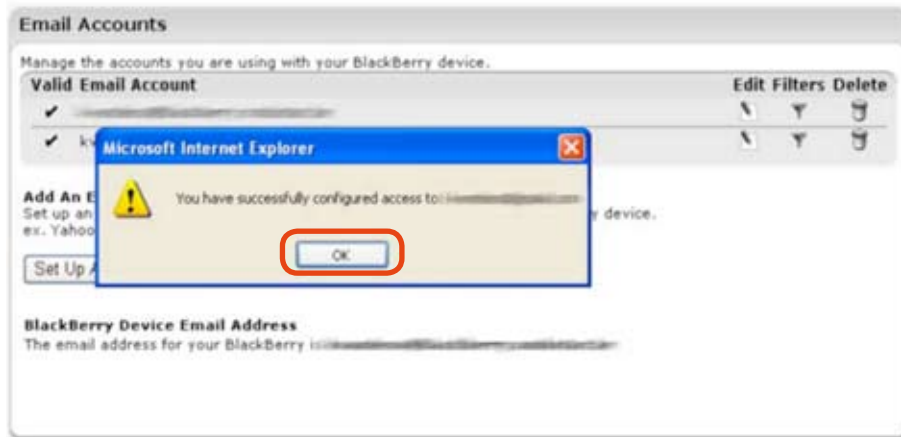 Email Accounts
Manage the accounts you are using with your BlackBerry device.
Valid Email Account Edit Filters Delete
Microsoft Internet Explorer
You have successfully configured access to
OK
Add An E
Set up an y device.
ex. Yahoo
Set Up A
BlackBerry Device Email Address
The email address for your BlackBerry is